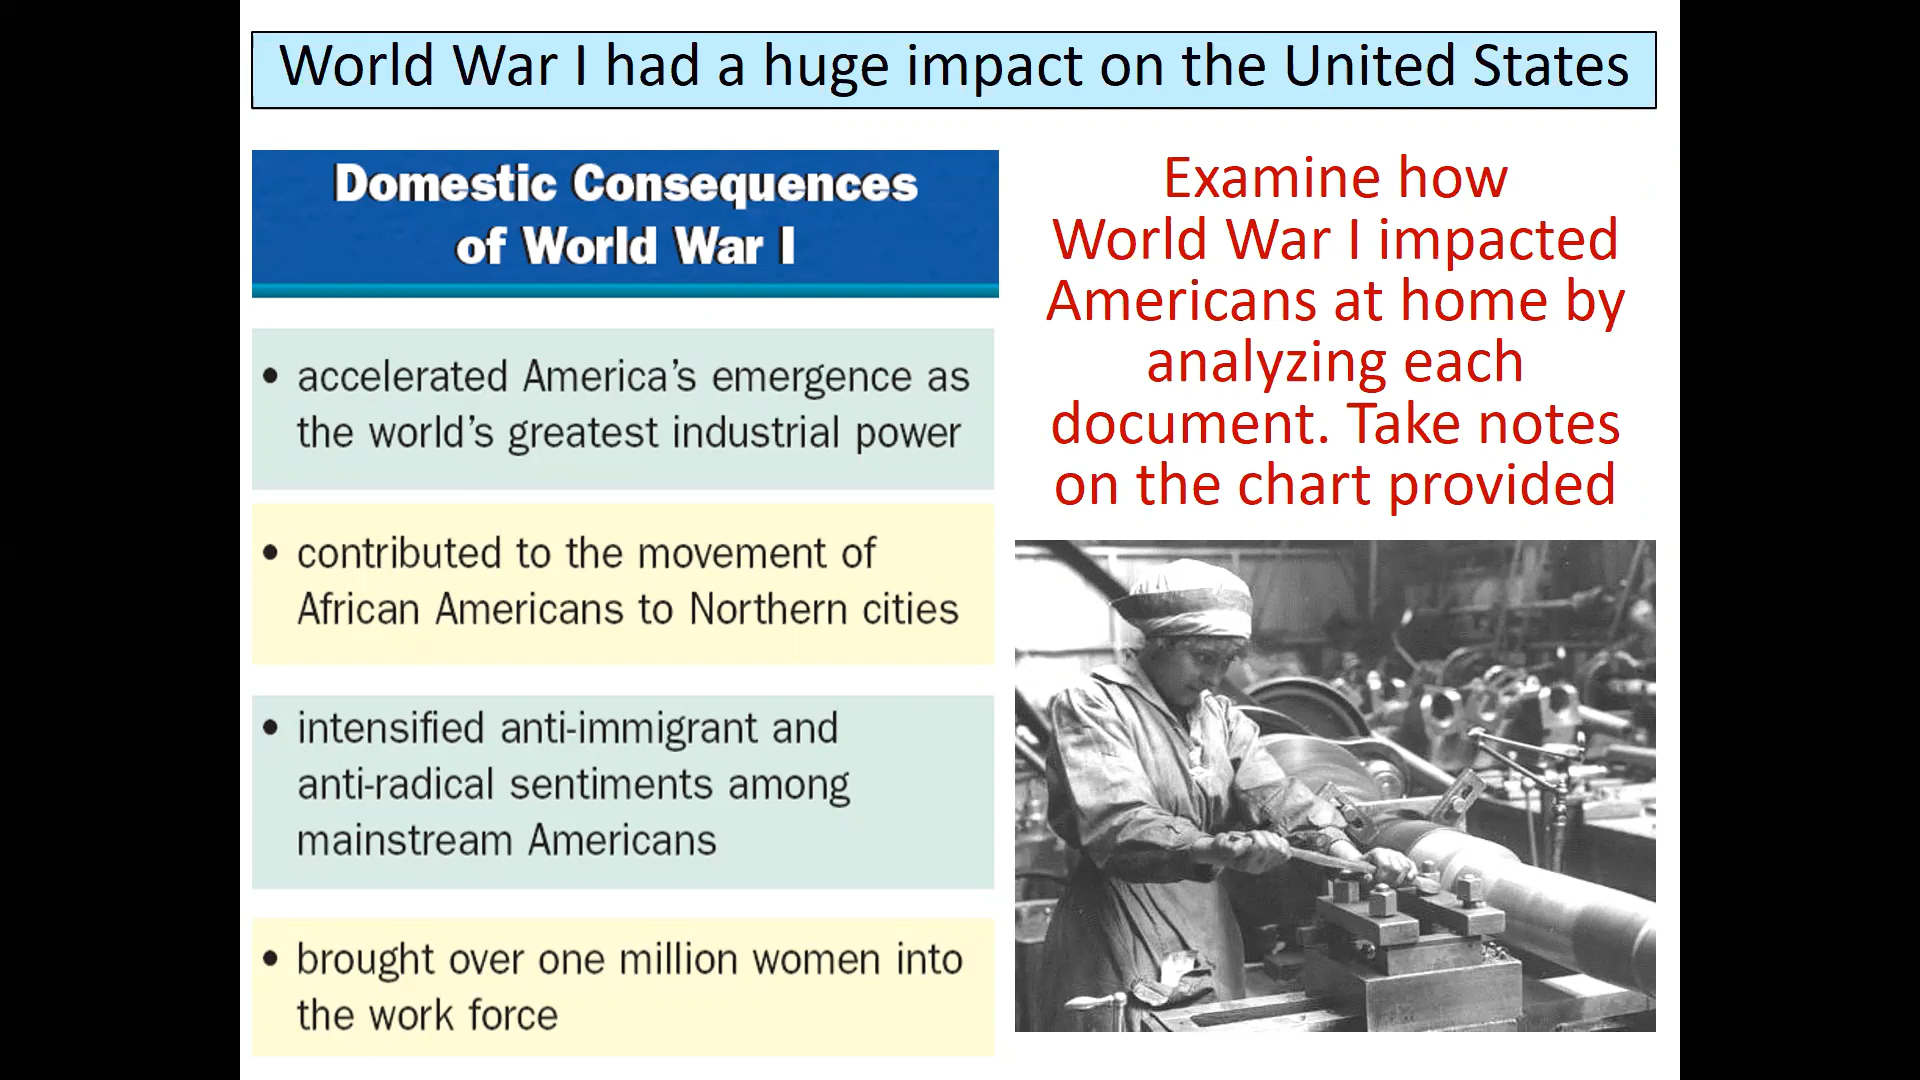 World War I had a huge impact on the United States
Domestic Consequences
of World War I
• accelerated America's emergence as
the world's greatest industrial power
• contributed to the movement of
African Americans to Northern cities
• intensified anti-immigrant and
anti-radical sentiments among
mainstream Americans
• brought over one million women into
the work force
Examine how
World War I impacted
Americans at home by
analyzing each
document. Take notes
on the chart provided